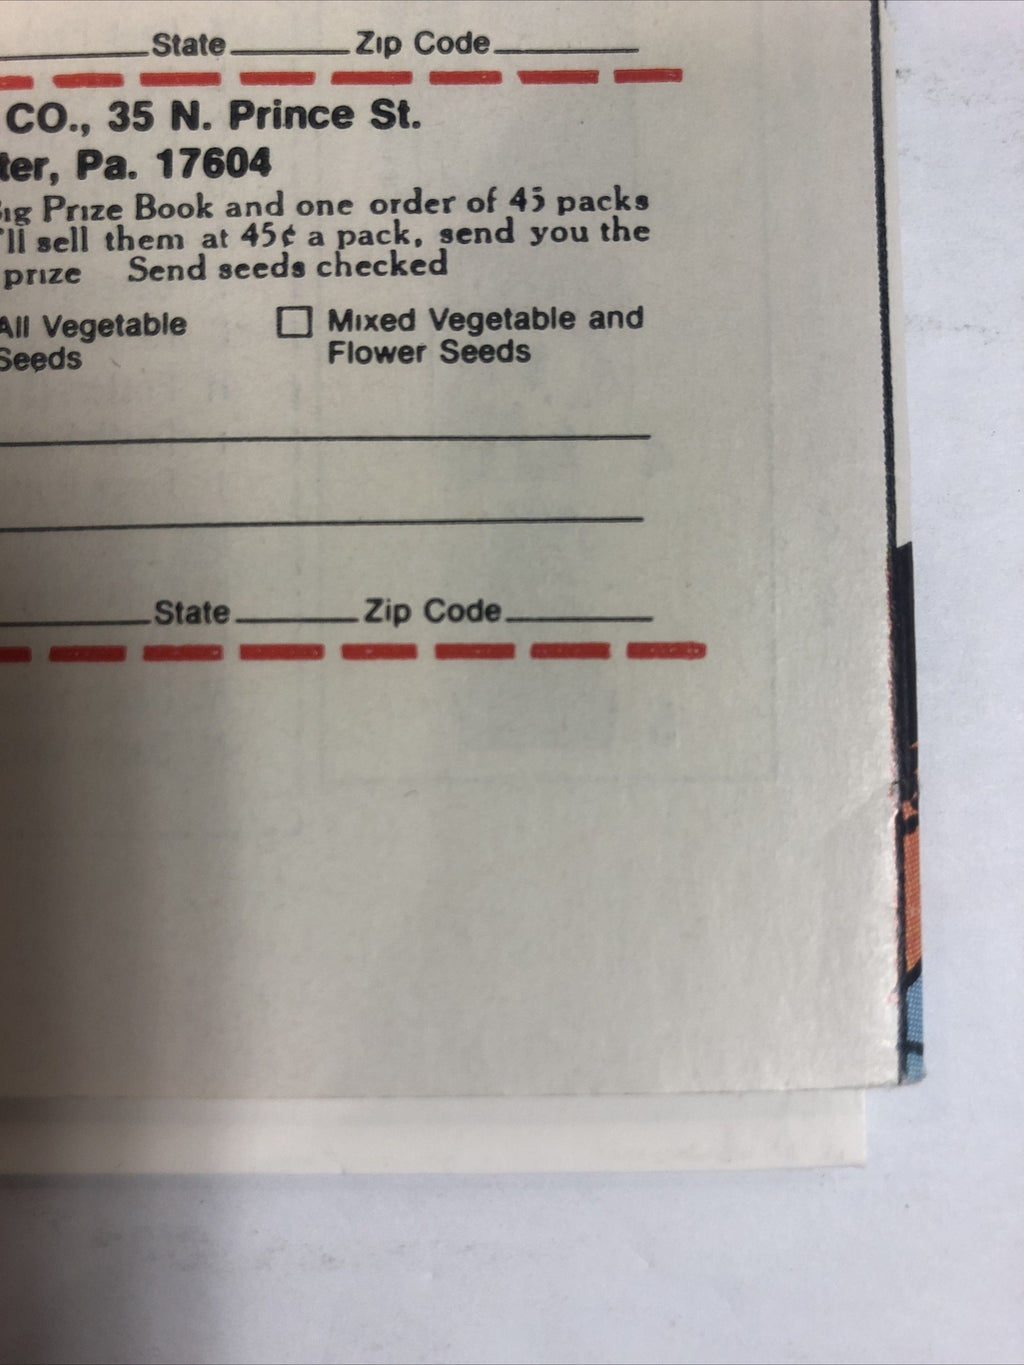 State Zip Code
CO., 35 N. Prince St.
ter, Pa. 17604
Big Prize Book and one order of 45 packs
'll sell them at 45¢ a pack, send you the
prize Send seeds checked
All Vegetable Seeds
Mixed Vegetable and Flower Seeds
State Zip Code